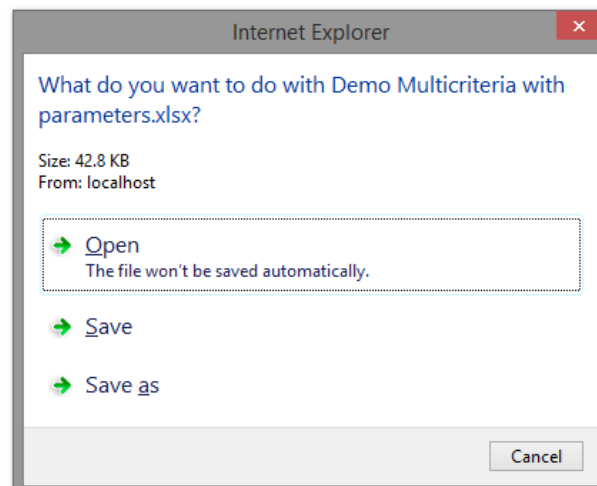 Internet Explorer
What do you want to do with Demo Multicriteria with
parameters.xlsx?
Size: 42.8 KB
From: localhost
Open
The file won't be saved automatically.
Save
Save as
Cancel